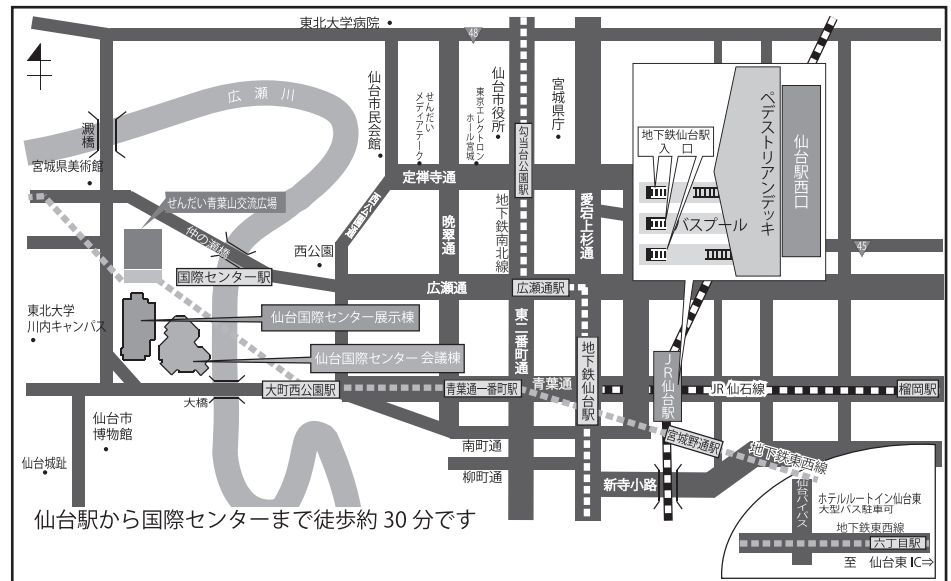 東北大学病院
48
広瀬川
澱橋
宮城県美術館
仙台市民会館
せんだい
メディアテーク
東京エレクトロン
ホール宮城
仙台市役所
宮城県庁
勾当台公園駅
定禅寺通
西公園通
晩翠通
地下鉄南北線
愛宕上杉通
地下鉄仙台駅
入口
バスプール
ペデストリアンデッキ
仙台駅西口
45
せんだい青葉山交流広場
仲の瀬橋
西公園
国際センター駅
広瀬通
広瀬通駅
東北大学
川内キャンパス
仙台国際センター展示棟
仙台国際センター会議棟
東二番町通
地下鉄仙台駅
JR仙台駅
大橋
大町西公園駅
青葉通一番町駅
青葉通
JR仙石線
榴岡駅
仙台市
博物館
仙台城趾
南町通
柳町通
宮城野通駅
地下鉄東西線
新寺小路
仙台バイパス
ホテルルートイン仙台東
大型バス駐車可
地下鉄東西線
六丁目駅
至 仙台東IC⇒
仙台駅から国際センターまで徒歩約30分です